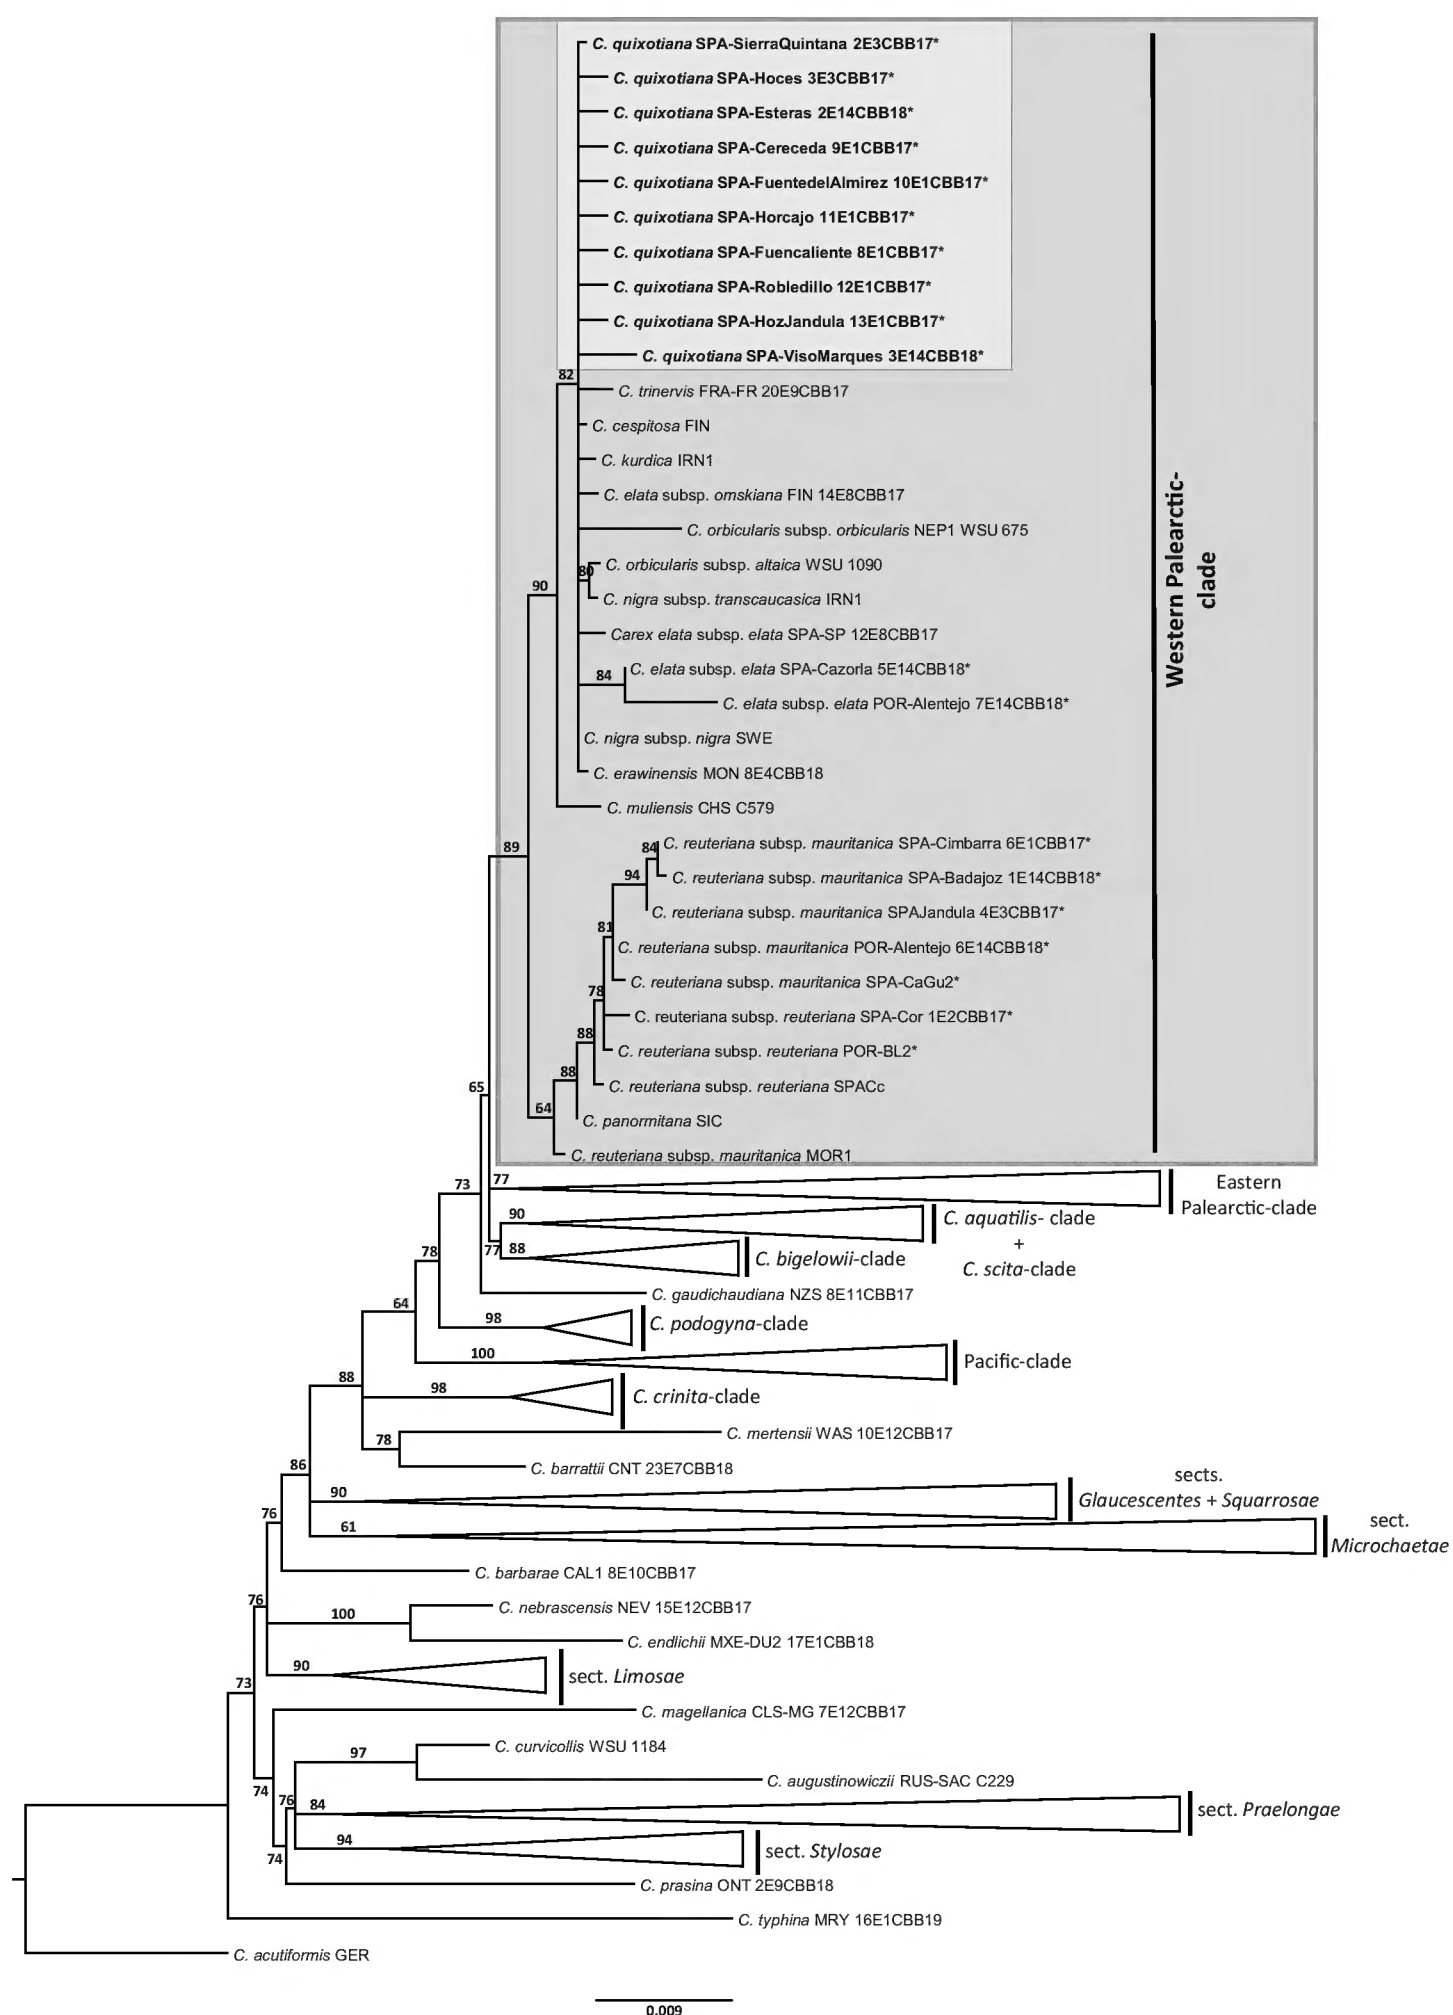 C. quixotiana SPA-SierraQuintana 2E3CBB17*
C. quixotiana SPA-Hoces 3E3CBB17*
C. quixotiana SPA-Esteras 2E14CBB18*
C. quixotiana SPA-Cereceda 9E1CBB17*
C. quixotiana SPA-FuentedelAlmirez 10E1CBB17*
C. quixotiana SPA-Horcajo 11E1CBB17*
C. quixotiana SPA-Fuencaliente 8E1CBB17*
C. quixotiana SPA-Robledillo 12E1CBB17*
C. quixotiana SPA-HozJandula 13E1CBB17*
C. quixotiana SPA-VisoMarques 3E14CBB18*
82
C. trinervis FRA-FR 20E9CBB17
C. cespitosa FIN
C. kurdica IRN1
C. elata subsp. omskiana FIN 14E8CBB17
C. orbicularis subsp. orbicularis NEP1 WSU 675
C. orbicularis subsp. altaica WSU 1090
80
90
C. nigra subsp. transcaucasica IRN1
Western Palearctic-
clade
Carex elata subsp. elata SPA-SP 12E8CBB17
C. elata subsp. elata SPA-Cazorla 5E14CBB18*
84
C. elata subsp. elata POR-Alentejo 7E14CBB18*
C. nigra subsp. nigra SWE
C. erawinensis MON 8E4CBB18
C. muliensis CHS C579
89
C. reuteriana subsp. mauritanica SPA-Cimbarra 6E1CBB17*
84
94
C. reuteriana subsp. mauritanica SPA-Badajoz 1E14CBB18*
C. reuteriana subsp. mauritanica SPAJandula 4E3CBB17*
81
C. reuteriana subsp. mauritanica POR-Alentejo 6E14CBB18*
C. reuteriana subsp. mauritanica SPA-CaGu2*
78
C. reuteriana subsp. reuteriana SPA-Cor 1E2CBB17*
88
C. reuteriana subsp. reuteriana POR-BL2*
88
C. reuteriana subsp. reuteriana SPACc
65
64
C. panormitana SIC
C. reuteriana subsp. mauritanica MOR1
73
77
Eastern
Palearctic-clade
90
C. aquatilis- clade
+
C. scita-clade
77
88
C. bigelowii-clade
78
C. gaudichaudiana NZS 8E11CBB17
64
98
C. podogyna-clade
100
Pacific-clade
88
98
C. crinita-clade
C. mertensii WAS 10E12CBB17
78
C. barrattii CNT 23E7CBB18
86
90
sects.
Glaucescentes + Squarrosae
76
61
sect.
Microchaetae
C. barbarae CAL1 8E10CBB17
76
C. nebrascensis NEV 15E12CBB17
100
C. endlichii MXE-DU2 17E1CBB18
90
sect. Limosae
73
C. magellanica CLS-MG 7E12CBB17
C. curvicollis WSU 1184
97
C. augustinowiczii RUS-SAC C229
74
76
84
sect. Praelongae
94
sect. Stylosae
74
C. prasina ONT 2E9CBB18
C. typhina MRY 16E1CBB19
C. acutiformis GER
0.009